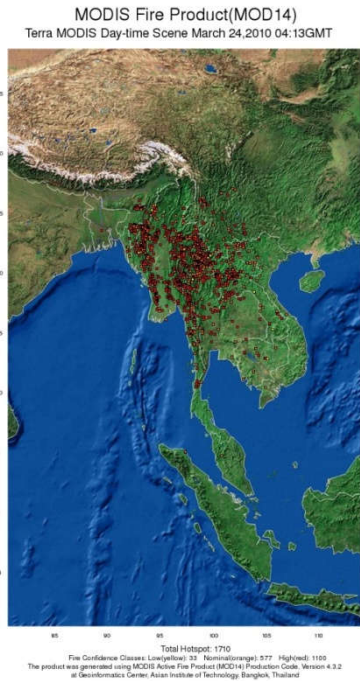 MODIS Fire Product(MOD14)
Terra MODIS Day-time Scene March 24,2010 04:13GMT
85 90 95 100 105 110
Total Hotspot: 1710
Fire Confidence Classes: Low(yellow): 33 Nominal(orange): 577 High(red): 1100
The product was generated using MODIS Active Fire Product (MOD14) Production Code, Version 4.3.2
at Geoinformatics Center, Asian Institute of Technology, Bangkok, Thailand